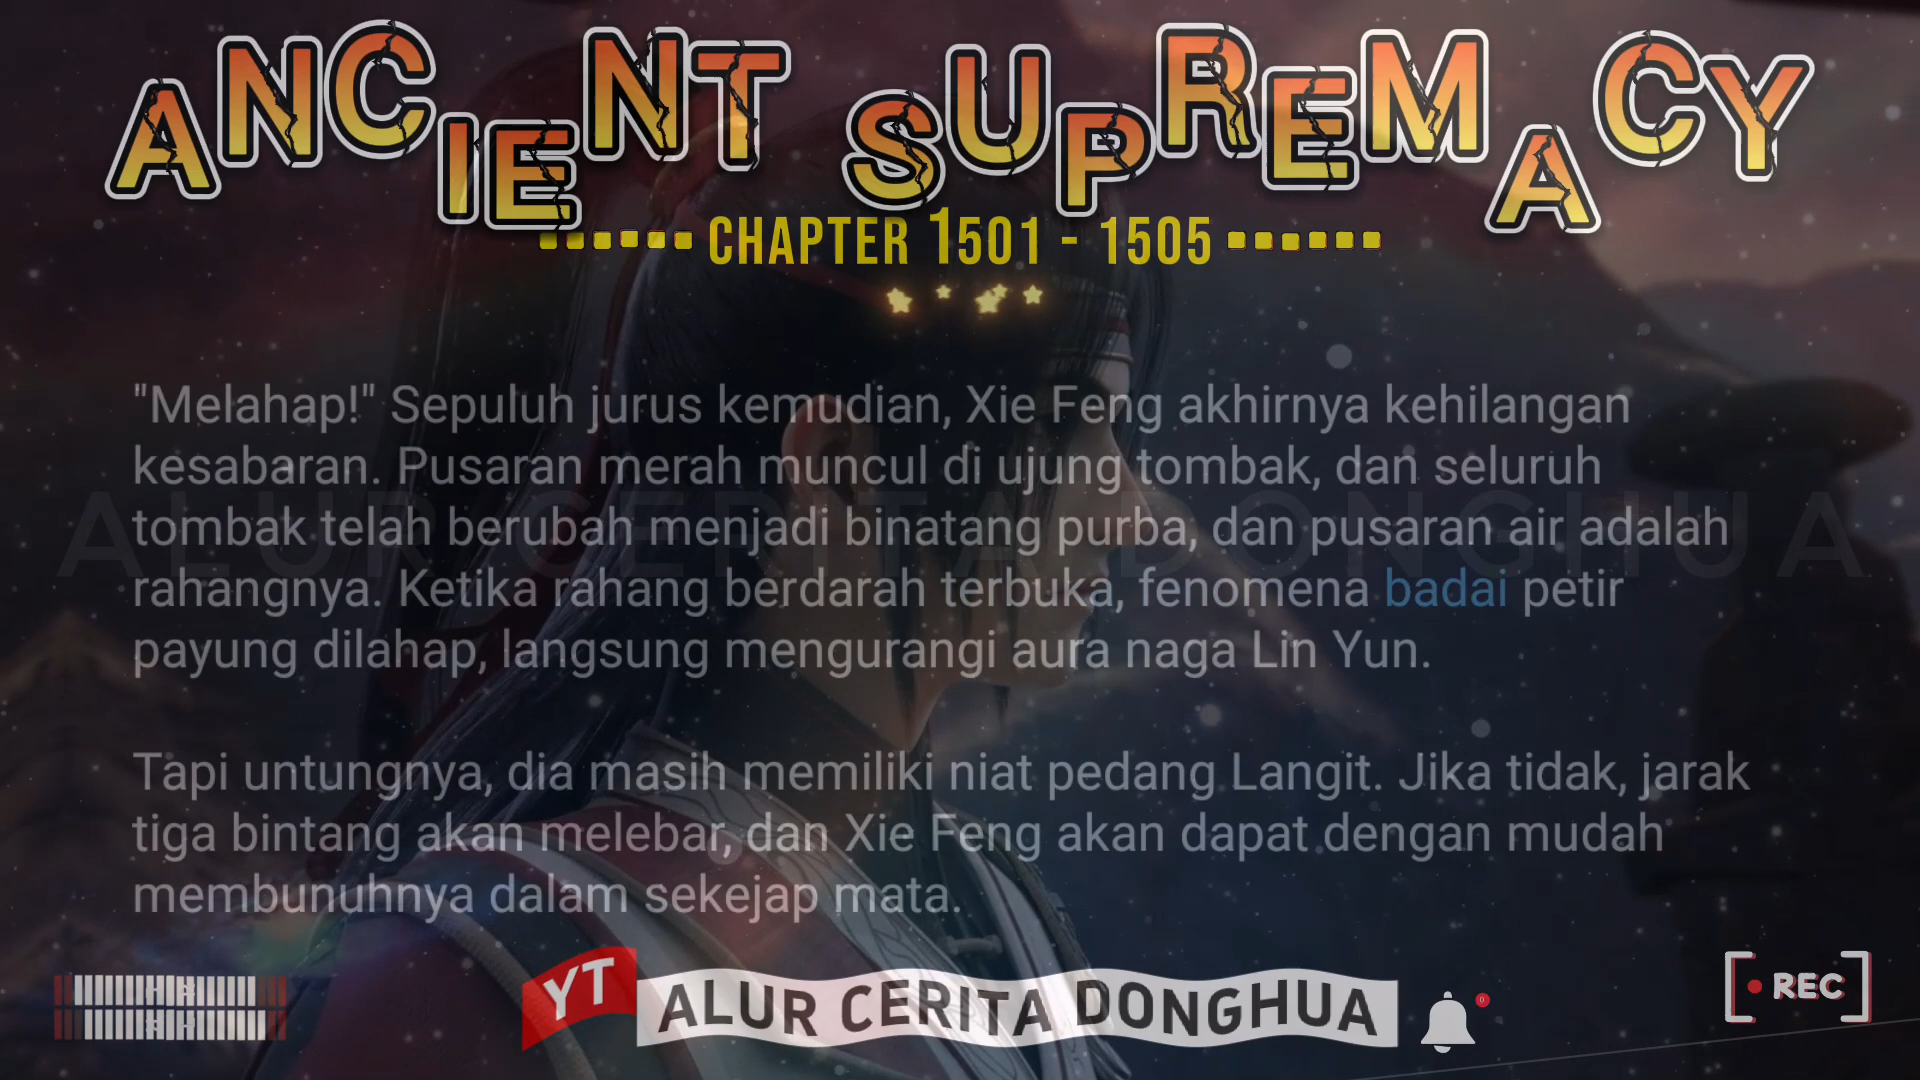 ANCIENT SUPREMACY
CHAPTER 1501 - 1505
"Melahap!" Sepuluh jurus kemudian, Xie Feng akhirnya kehilangan
kesabaran. Pusaran merah muncul di ujung tombak, dan seluruh
tombak telah berubah menjadi binatang purba, dan pusaran air adalah
rahangnya. Ketika rahang berdarah terbuka, fenomena badai petir
payung dilahap, langsung mengurangi aura naga Lin Yun.
Tapi untungnya, dia masih memiliki niat pedang Langit. Jika tidak, jarak
tiga bintang akan melebar, dan Xie Feng akan dapat dengan mudah
membunuhnya dalam sekejap mata.
ALUR CERITA DONGHUA
YT ALUR CERITA DONGHUA
REC